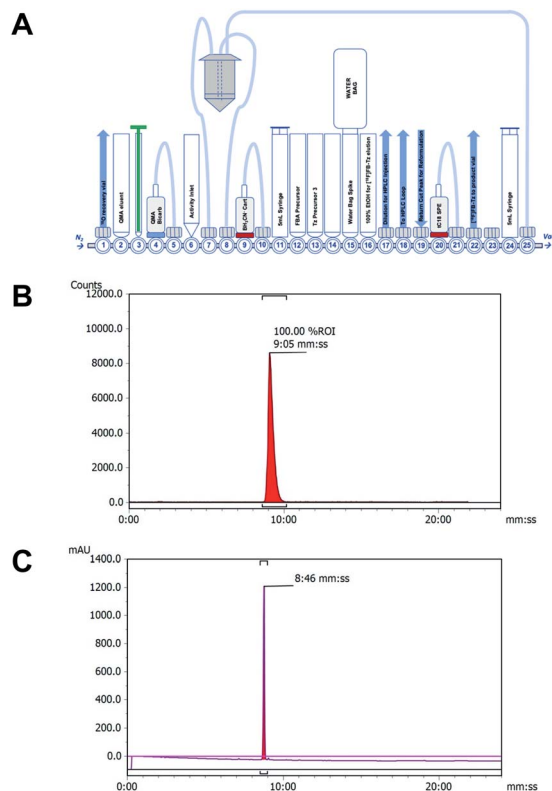 A
WATER
BAG
¹⁸O recovery vial
QMA eluent
QMA
Bicarb
Activity Inlet
BH₃CN⁻ Cart
5mL Syringe
FBA Precursor
Tz Precursor 3
Water Bag Spike
100% EtOH for [¹⁸F]FB-Tz elution
Dilution for HPLC injection
To HPLC Loop
Return Cut Peak for Reformulation
tC18 SPE
[¹⁸F]FB-Tz to product vial
5mL Syringe
N₂
1 2 3 4 5 6 7 8 9 10 11 12 13 14 15 16 17 18 19 20 21 22 23 24 25
B
Counts
12000.0
100.00 %ROI
9:05 mm:ss
10000.0
8000.0
6000.0
4000.0
2000.0
0.0
0:00 10:00 20:00 mm:ss
C
mAU
1400.0
8:46 mm:ss
1200.0
1000.0
800.0
600.0
400.0
200.0
0.0
0:00 10:00 20:00 mm:ss